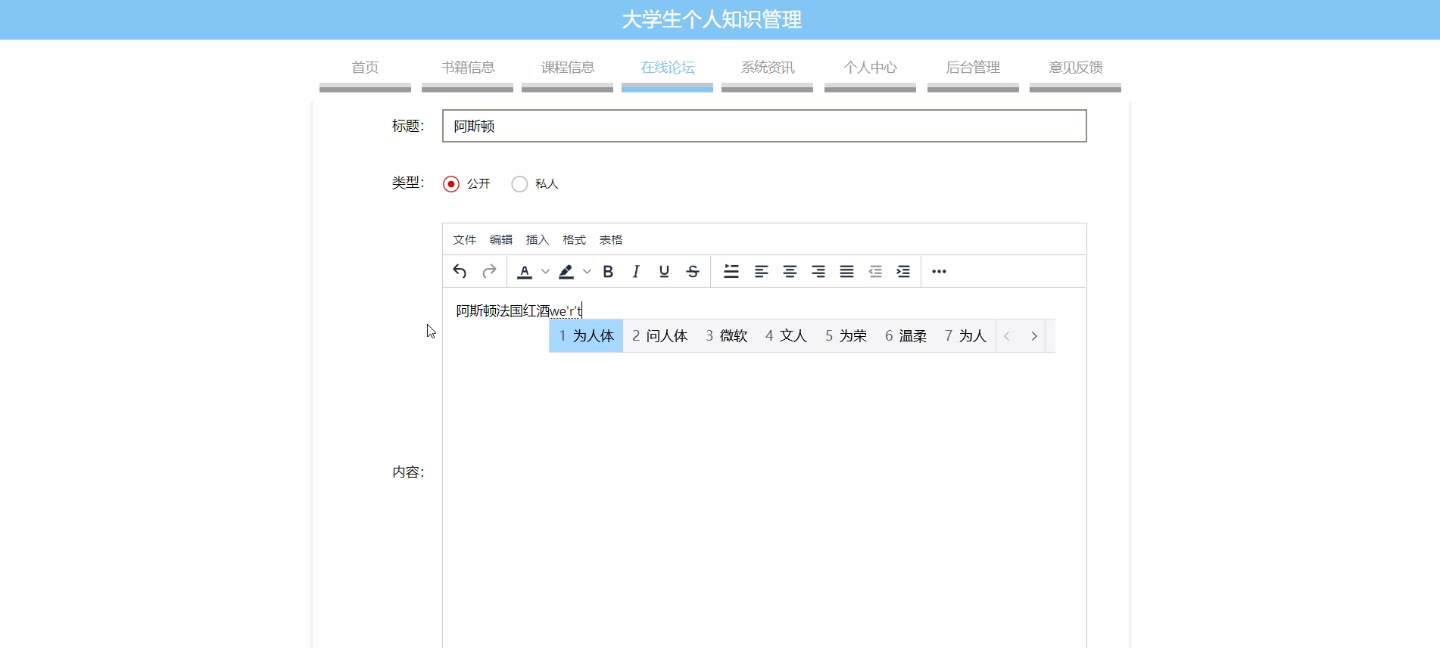 大学生个人知识管理
首页 书籍信息 课程信息 在线论坛 系统资讯 个人中心 后台管理 意见反馈
标题： 阿斯顿
类型： 公开 私人
文件 编辑 插入 格式 表格
阿斯顿法国红酒we'r't
1 为人体 2 问人体 3 微软 4 文人 5 为荣 6 温柔 7 为人
内容：